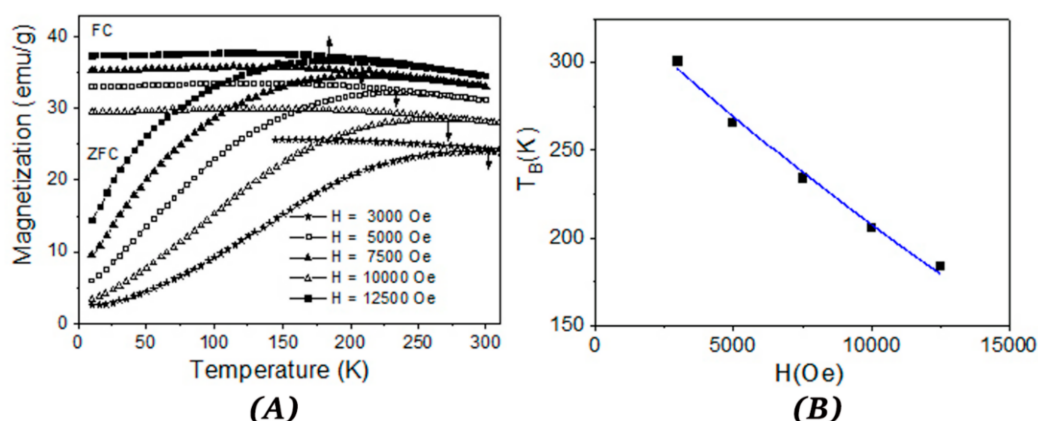 FC
ZFC
Magnetization (emu/g)
40
30
20
10
0
H = 3000 Oe
H = 5000 Oe
H = 7500 Oe
H = 10000 Oe
H = 12500 Oe
0 50 100 150 200 250 300
Temperature (K)
(A)
T_B(K)
300
250
200
150
0 5000 10000 15000
H(Oe)
(B)